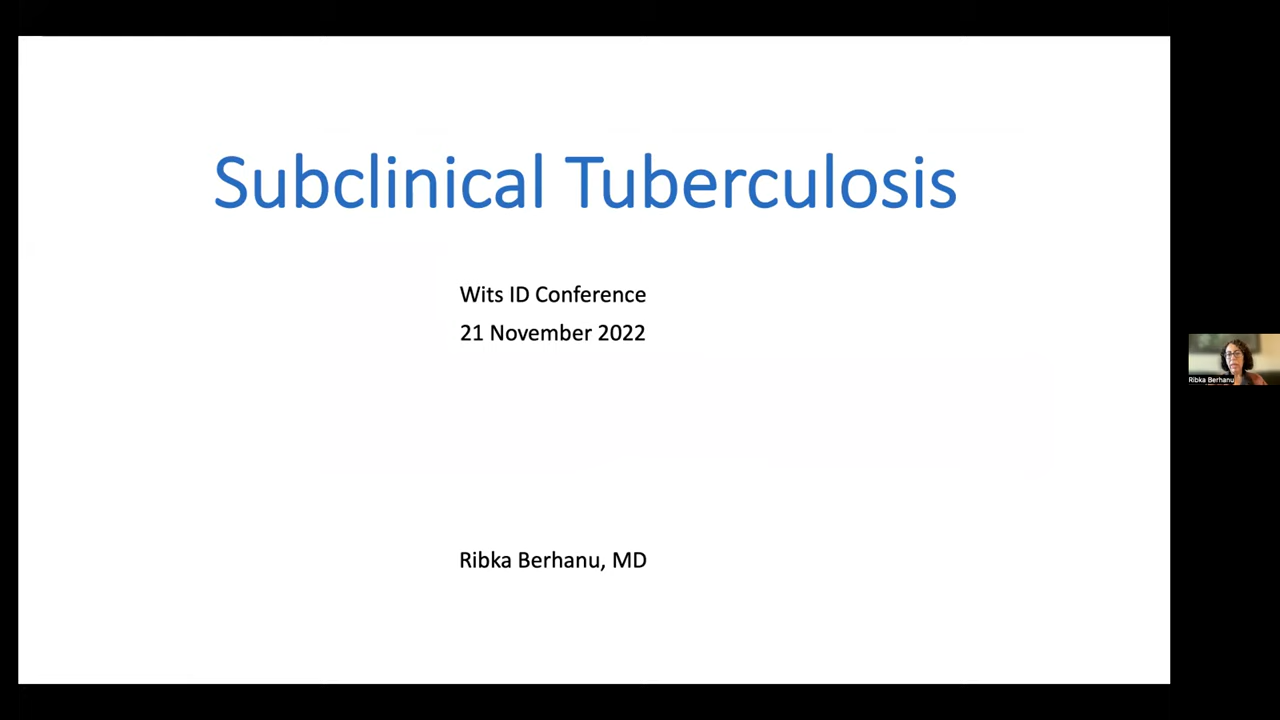 Subclinical Tuberculosis
Wits ID Conference
21 November 2022
Ribka Berhanu
Ribka Berhanu, MD